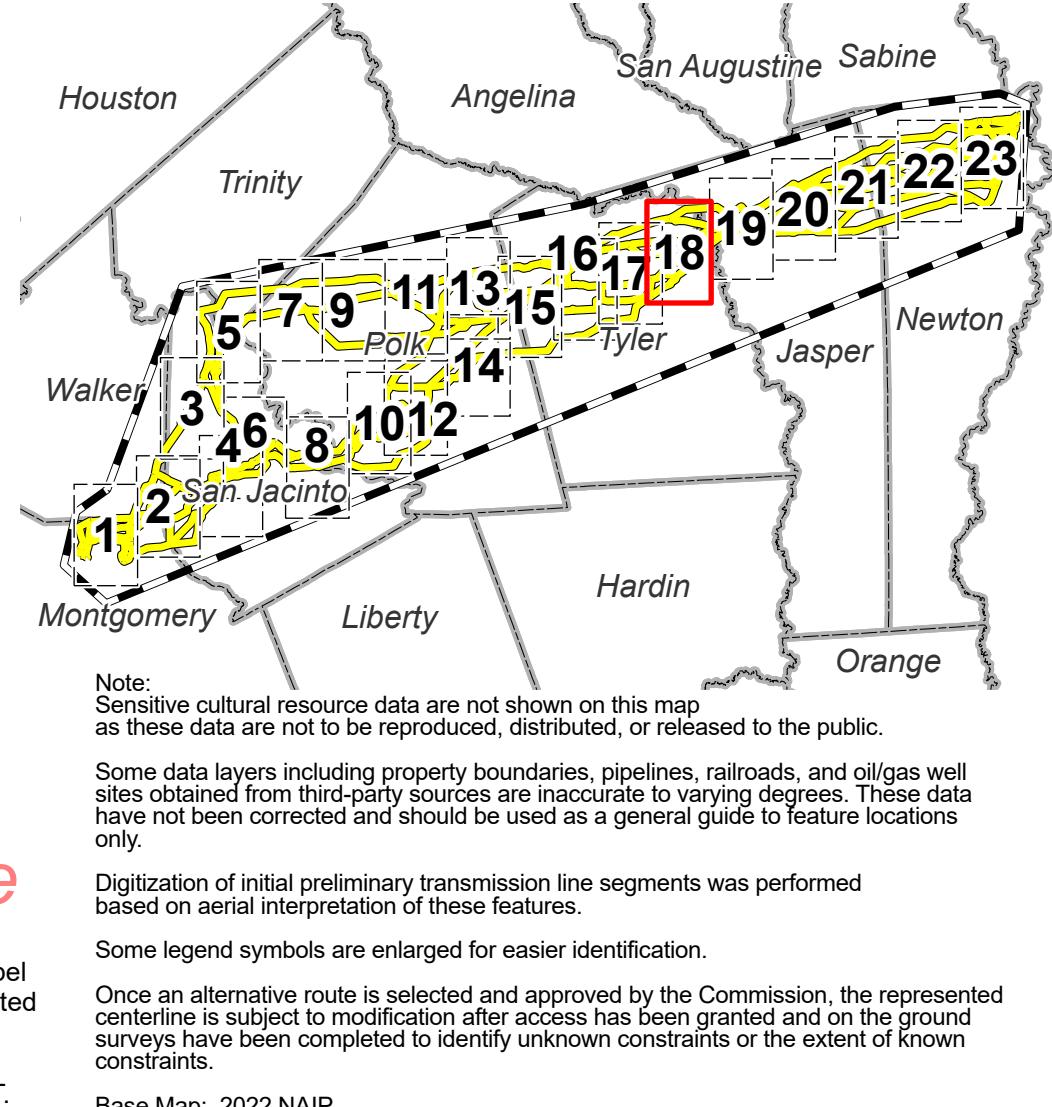 San Augustine
Sabine
Houston
Angelina
Trinity
23
22
21
20
19
18
16
17
13
11
15
7
9
5
Newton
Polk
Tyler
Jasper
14
Walker
3
10
12
6
4
8
San Jacinto
2
1
Hardin
Montgomery
Liberty
Orange
Note:
Sensitive cultural resource data are not shown on this map
as these data are not to be reproduced, distributed, or released to the public.
Some data layers including property boundaries, pipelines, railroads, and oil/gas well
sites obtained from third-party sources are inaccurate to varying degrees. These data
have not been corrected and should be used as a general guide to feature locations
only.
Digitization of initial preliminary transmission line segments was performed
based on aerial interpretation of these features.
Some legend symbols are enlarged for easier identification.
Once an alternative route is selected and approved by the Commission, the represented
centerline is subject to modification after access has been granted and on the ground
surveys have been completed to identify unknown constraints or the extent of known
constraints.
Base Map: 2022 NAIP